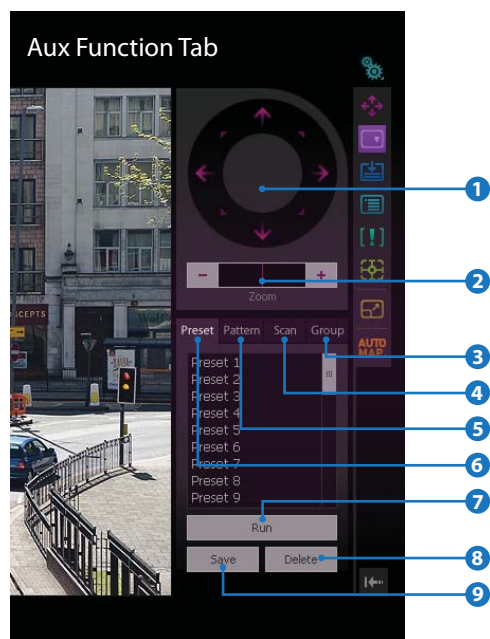 Aux Function Tab
1
[!]
- +
2
Zoom
Preset Pattern Scan Group
AUTO
MAP
3
Preset 1
Preset 2
4
Preset 3
Preset 4
5
Preset 5
Preset 6
6
Preset 7
Preset 8
Preset 9
7
Run
8
Save Delete
9